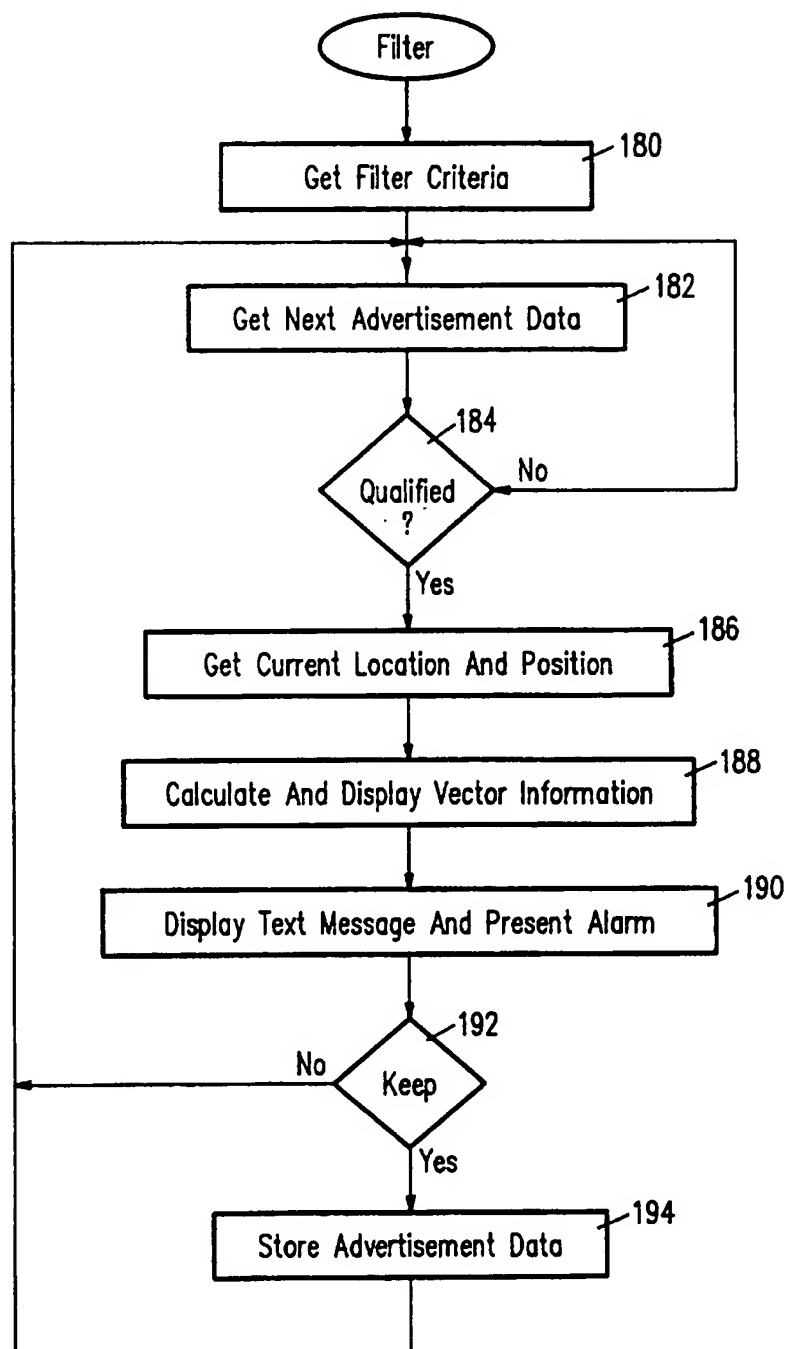 Filter
180
Get Filter Criteria
182
Get Next Advertisement Data
184
No
Qualified
?
Yes
186
Get Current Location And Position
188
Calculate And Display Vector Information
190
Display Text Message And Present Alarm
192
No
Keep
Yes
194
Store Advertisement Data